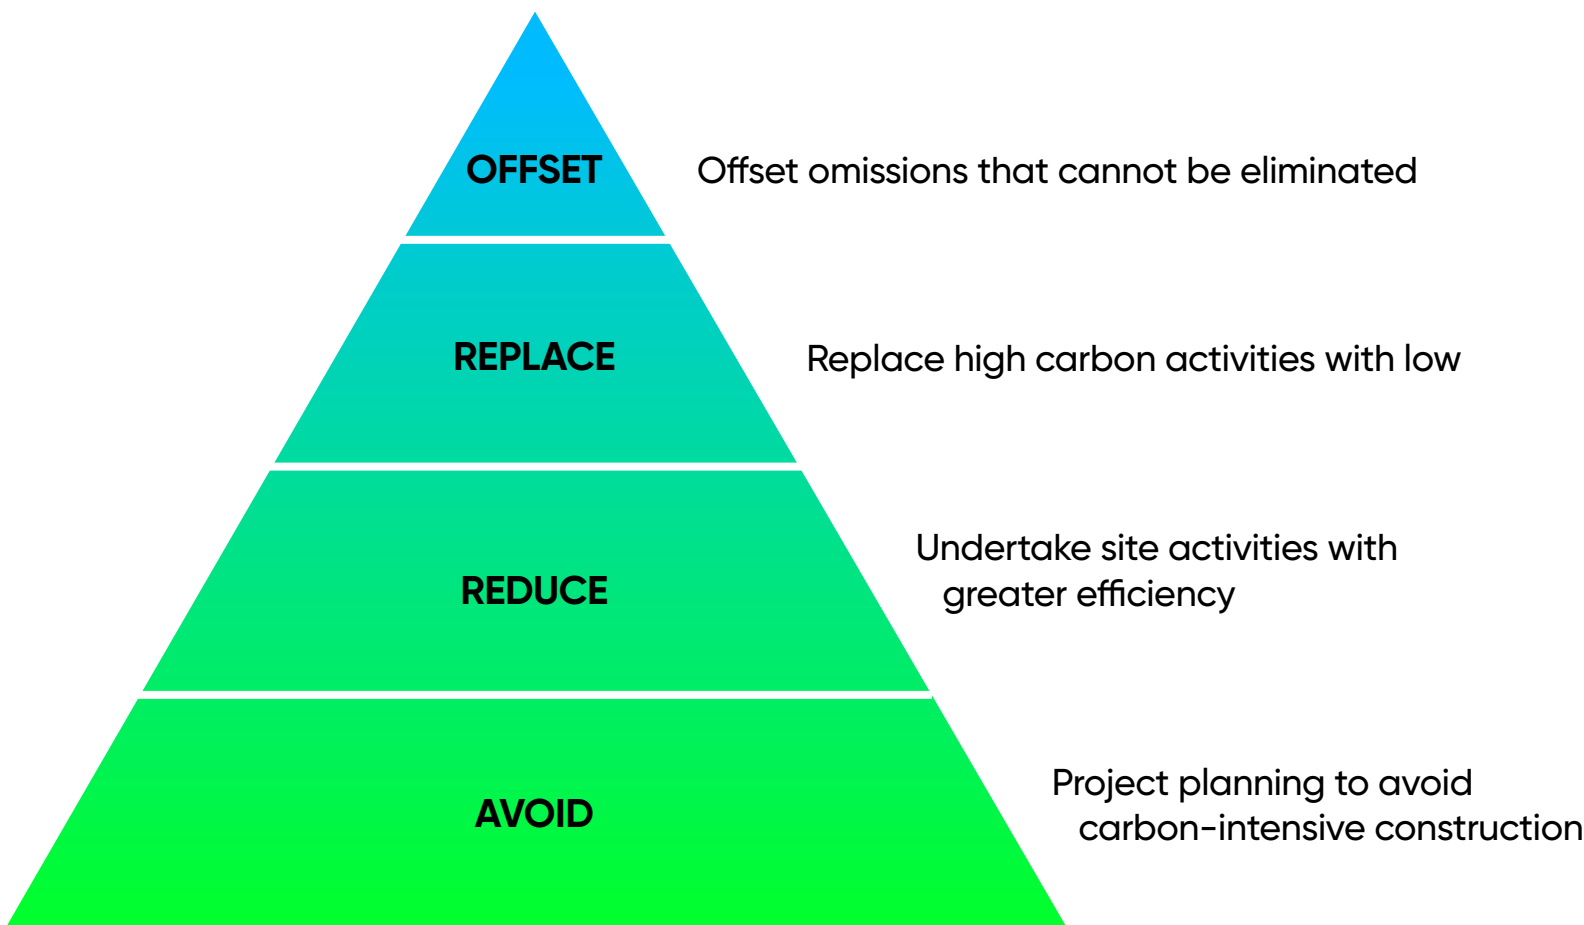 OFFSET
Offset omissions that cannot be eliminated
REPLACE
Replace high carbon activities with low
REDUCE
Undertake site activities with
greater efficiency
AVOID
Project planning to avoid
carbon-intensive construction